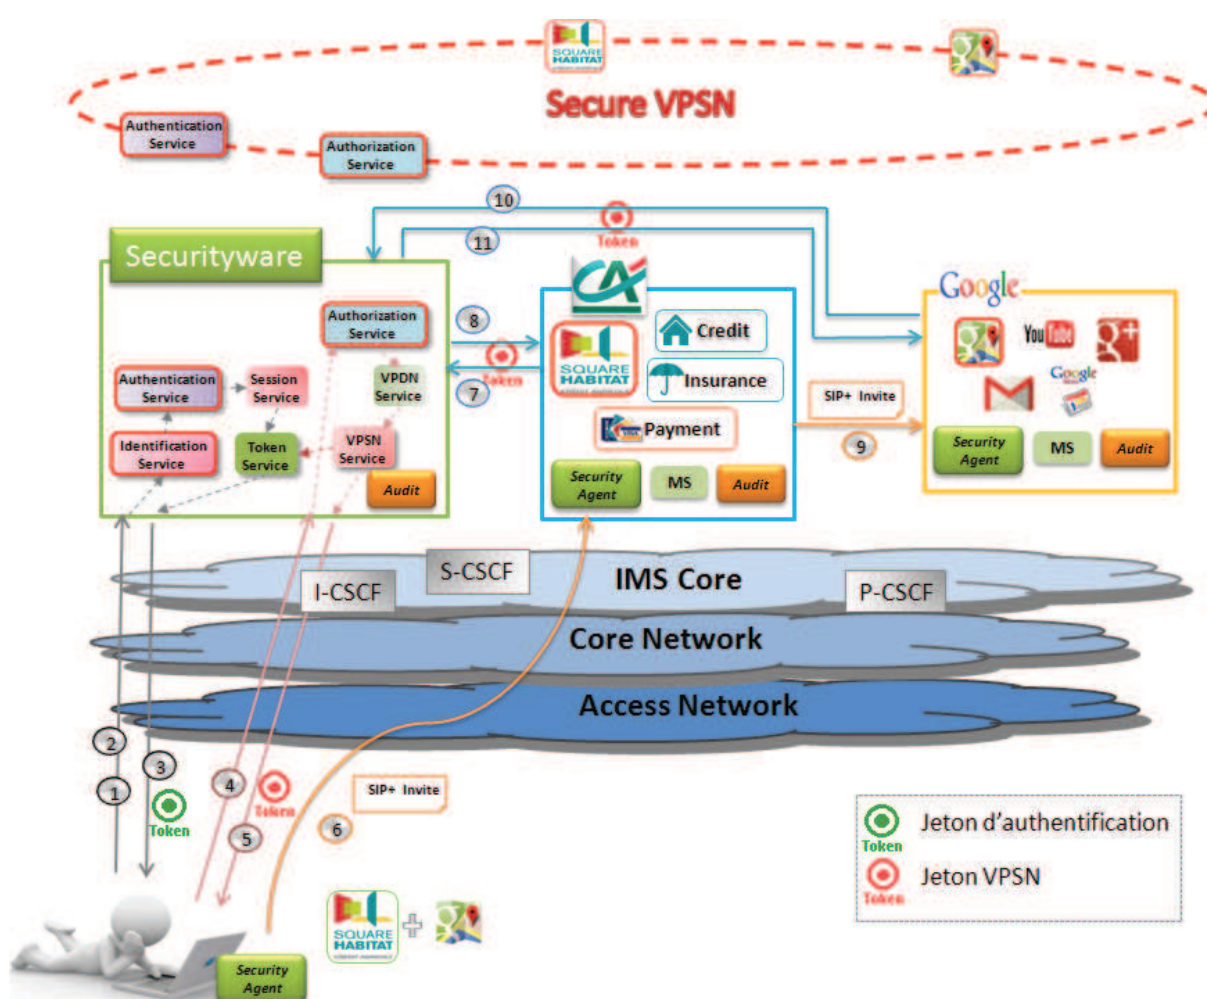 SQUARE
HABITAT
Secure VPSN
Authentication
Service
Authorization
Service
10
Token
11
Securityware
Authorization
Service
8
Token
7
Authentication
Service
Session
Service
VPDN
Service
Identification
Service
Token
Service
VPSN
Service
Audit
CA
SQUARE
HABITAT
Credit
Insurance
Payment
Security
Agent
MS
Audit
SIP+ Invite
9
Google
YouTube
g+
Google
Security
Agent
MS
Audit
S-CSCF
I-CSCF
IMS Core
P-CSCF
Core Network
Access Network
2
1
3
Token
4
5
Token
SIP+ Invite
6
Jeton d'authentification
Token
Jeton VPSN
Token
SQUARE
HABITAT
Security
Agent